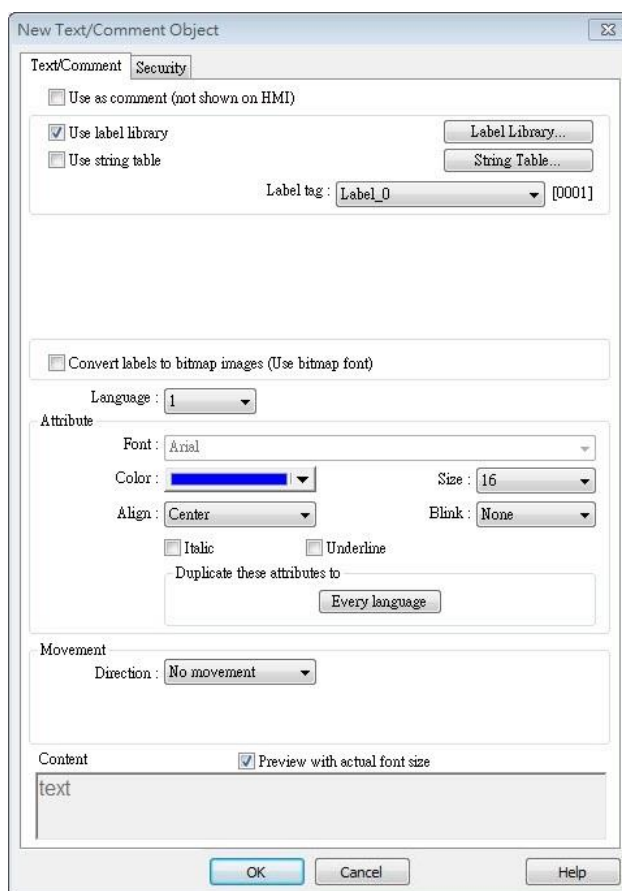 New Text/Comment Object
Text/Comment Security
Use as comment (not shown on HMI)
Use label library Label Library...
Use string table String Table...
Label tag : Label_0 [0001]
Convert labels to bitmap images (Use bitmap font)
Language : 1
Attribute
Font : Arial
Color : Size : 16
Align : Center Blink : None
Italic Underline
Duplicate these attributes to
Every language
Movement
Direction : No movement
Content Preview with actual font size
text
OK Cancel Help